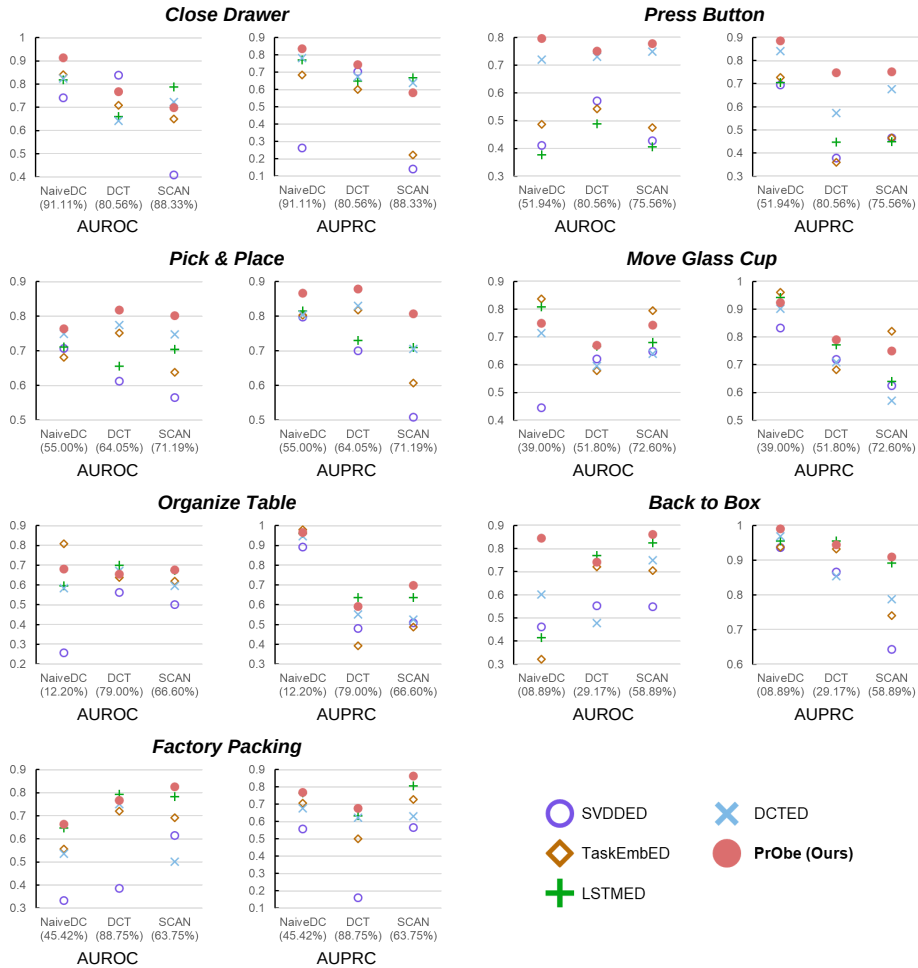 Close Drawer
1
0.9
0.8
0.7
0.6
0.5
0.4
NaiveDC DCT SCAN
(91.11%) (80.56%) (88.33%)
AUROC
0.9
0.8
0.7
0.6
0.5
0.4
0.3
0.2
0.1
NaiveDC DCT SCAN
(91.11%) (80.56%) (88.33%)
AUPRC
Press Button
0.8
0.7
0.6
0.5
0.4
0.3
NaiveDC DCT SCAN
(51.94%) (80.56%) (75.56%)
AUROC
0.9
0.8
0.7
0.6
0.5
0.4
0.3
NaiveDC DCT SCAN
(51.94%) (80.56%) (75.56%)
AUPRC
Pick & Place
0.9
0.8
0.7
0.6
0.5
NaiveDC DCT SCAN
(55.00%) (64.05%) (71.19%)
AUROC
0.9
0.8
0.7
0.6
0.5
NaiveDC DCT SCAN
(55.00%) (64.05%) (71.19%)
AUPRC
Move Glass Cup
0.9
0.8
0.7
0.6
0.5
0.4
NaiveDC DCT SCAN
(39.00%) (51.80%) (72.60%)
AUROC
1
0.9
0.8
0.7
0.6
0.5
NaiveDC DCT SCAN
(39.00%) (51.80%) (72.60%)
AUPRC
Organize Table
0.9
0.8
0.7
0.6
0.5
0.4
0.3
0.2
NaiveDC DCT SCAN
(12.20%) (79.00%) (66.60%)
AUROC
1
0.9
0.8
0.7
0.6
0.5
0.4
0.3
NaiveDC DCT SCAN
(12.20%) (79.00%) (66.60%)
AUPRC
Back to Box
0.9
0.8
0.7
0.6
0.5
0.4
0.3
NaiveDC DCT SCAN
(08.89%) (29.17%) (58.89%)
AUROC
1
0.9
0.8
0.7
0.6
NaiveDC DCT SCAN
(08.89%) (29.17%) (58.89%)
AUPRC
Factory Packing
0.9
0.8
0.7
0.6
0.5
0.4
0.3
NaiveDC DCT SCAN
(45.42%) (88.75%) (63.75%)
AUROC
0.9
0.8
0.7
0.6
0.5
0.4
0.3
0.2
0.1
NaiveDC DCT SCAN
(45.42%) (88.75%) (63.75%)
AUPRC
SVDDED DCTED
TaskEmbED PrObe (Ours)
LSTMED